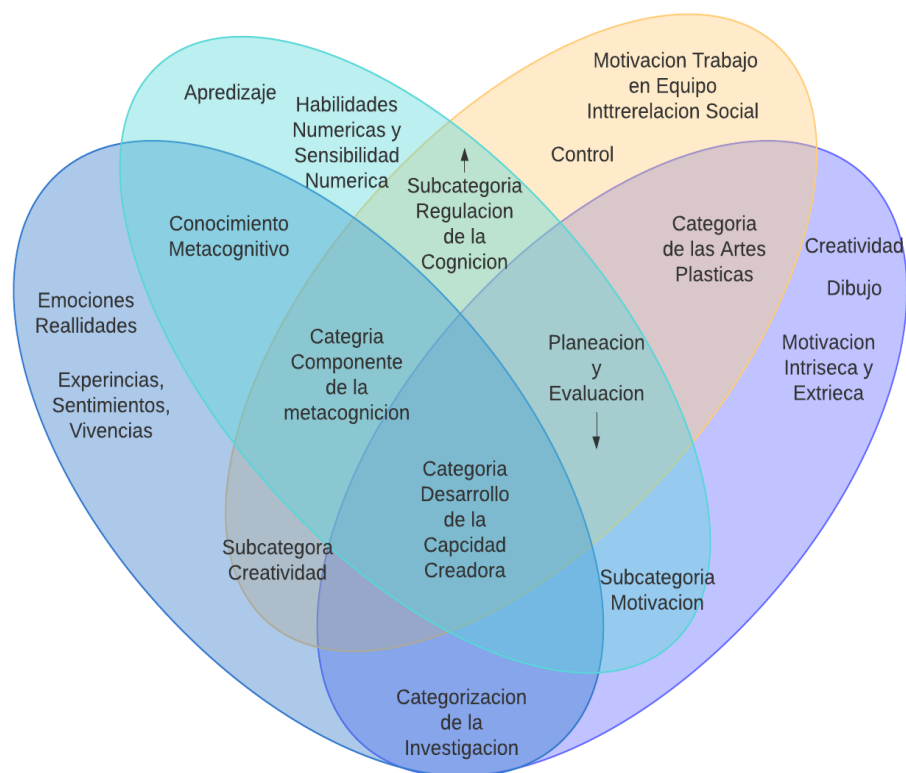 Motivacion Trabajo
en Equipo
Inttrerelacion Social
Apredizaje
Habilidades
Numericas y
Sensibilidad
Numerica
Control
Subcategoria
Regulacion
de la
Cognicion
Conocimiento
Metacognitivo
Categoria
de las Artes
Plasticas
Creatividad
Dibujo
Emociones
Reallidades
Categria
Componente
de la
metacognicion
Planeacion
y
Evaluacion
Motivacion
Intriseca y
Extrieca
Experincias,
Sentimientos,
Vivencias
Categoria
Desarrollo
de la
Capcidad
Creadora
Subcategora
Creatividad
Subcategoria
Motivacion
Categorizacion
de la
Investigacion